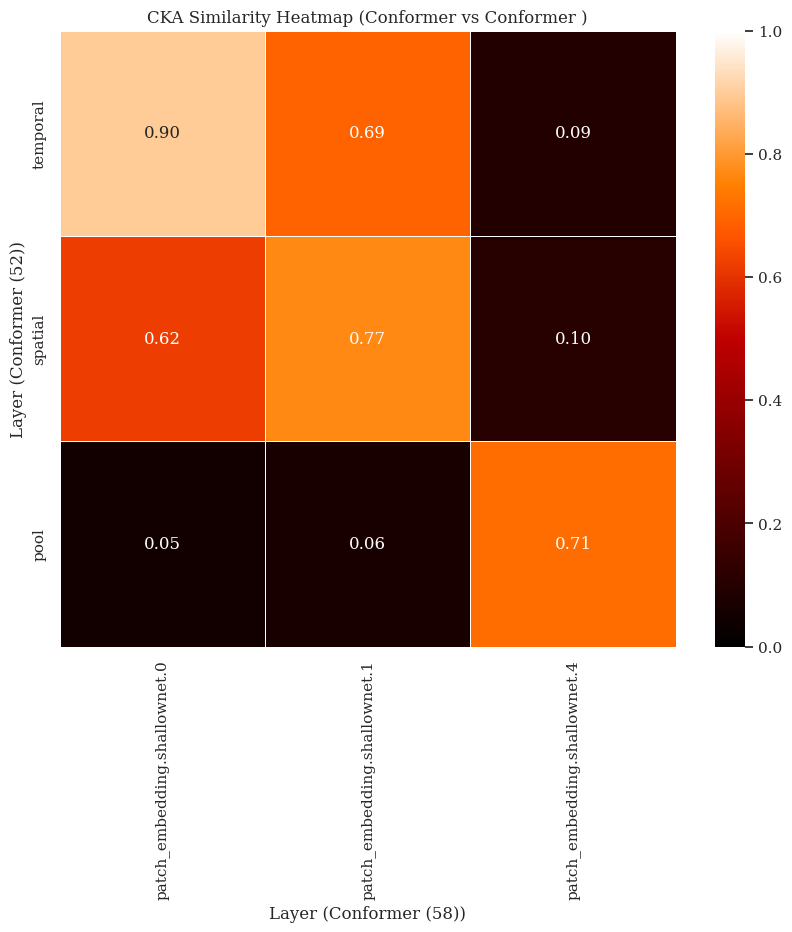 CKA Similarity Heatmap (Conformer vs Conformer )
Layer (Conformer (52))
temporal
spatial
pool
0.90 0.69 0.09
0.62 0.77 0.10
0.05 0.06 0.71
patch_embedding.shallownet.0
patch_embedding.shallownet.1
patch_embedding.shallownet.4
Layer (Conformer (58))
1.0
0.8
0.6
0.4
0.2
0.0